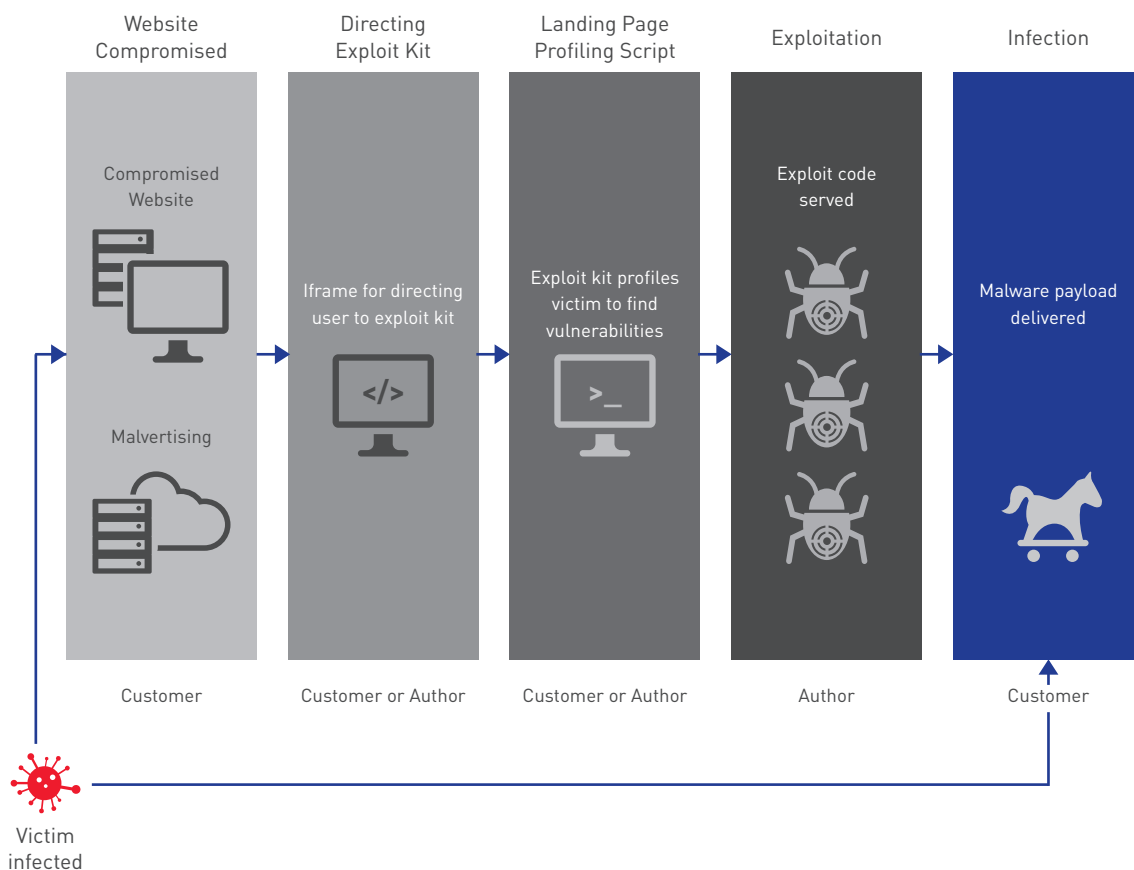 Website
Compromised
Directing
Exploit Kit
Landing Page
Profiling Script
Exploitation
Infection
Compromised
Website
Malvertising
Iframe for directing
user to exploit kit
</>
Exploit kit profiles
victim to find
vulnerabilities
>_
Exploit code
served
Malware payload
delivered
Customer
Customer or Author
Customer or Author
Author
Customer
Victim
infected